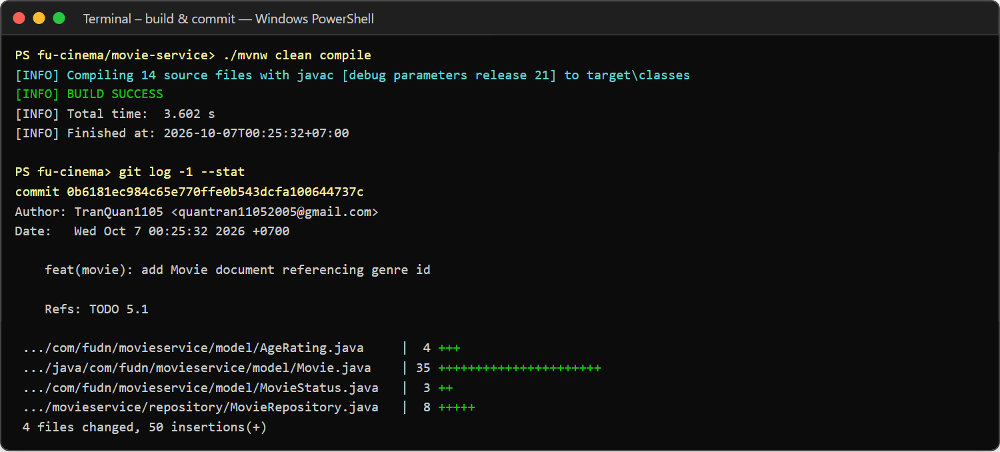 Terminal – build & commit — Windows PowerShell
PS fu-cinema/movie-service> ./mvnw clean compile
[INFO] Compiling 14 source files with javac [debug parameters release 21] to target\classes
[INFO] BUILD SUCCESS
[INFO] Total time:  3.602 s
[INFO] Finished at: 2026-10-07T00:25:32+07:00
PS fu-cinema> git log -1 --stat
commit 0b6181ec984c65e770ffe0b543dcfa100644737c
Author: TranQuan1105 <quantran11052005@gmail.com>
Date:   Wed Oct 7 00:25:32 2026 +0700
feat(movie): add Movie document referencing genre id
Refs: TODO 5.1
.../com/fudn/movieservice/model/AgeRating.java     |  4 +++
.../java/com/fudn/movieservice/model/Movie.java    | 35 ++++++++++++++++++++++
.../com/fudn/movieservice/model/MovieStatus.java   |  3 ++
.../movieservice/repository/MovieRepository.java   |  8 +++++
4 files changed, 50 insertions(+)